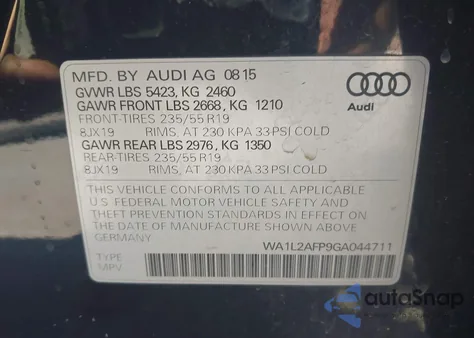 MFD. BY AUDI AG 08 15
GVWR LBS 5423, KG 2460
GAWR FRONT LBS 2668, KG 1210
FRONT-TIRES 235/55 R19
8JX19 RIMS, AT 230 KPA 33 PSI COLD
GAWR REAR LBS 2976, KG 1350
REAR-TIRES 235/55 R19
8JX19 RIMS, AT 230 KPA 33 PSI COLD
Audi
THIS VEHICLE CONFORMS TO ALL APPLICABLE
U.S. FEDERAL MOTOR VEHICLE SAFETY AND
THEFT PREVENTION STANDARDS IN EFFECT ON
THE DATE OF MANUFACTURE SHOWN ABOVE
GERMANY WA1L2AFP9GA044711
TYPE
MPV
autoSnap